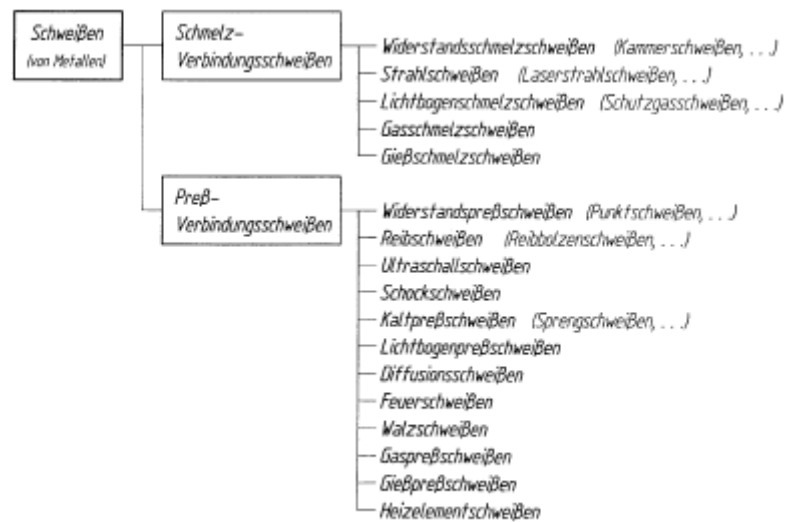 Schweißen
(von Metallen)
Schmelz-
Verbindungsschweißen
Widerstandsschmelzschweißen (Kammerschweißen, . . .)
Strahlschweißen (Laserstrahlschweißen, . . .)
Lichtbogenschmelzschweißen (Schutzgasschweißen, . . .)
Gasschmelzschweißen
Gießschmelzschweißen
Preß-
Verbindungsschweißen
Widerstandspreßschweißen (Punktschweißen, . . .)
Reibschweißen (Reibbolzenschweißen, . . .)
Ultraschallschweißen
Schockschweißen
Kaltpreßschweißen (Sprengschweißen, . . .)
Lichtbogenpreßschweißen
Diffusionsschweißen
Feuerschweißen
Walzschweißen
Gaspreßschweißen
Gießpreßschweißen
Heizelementschweißen